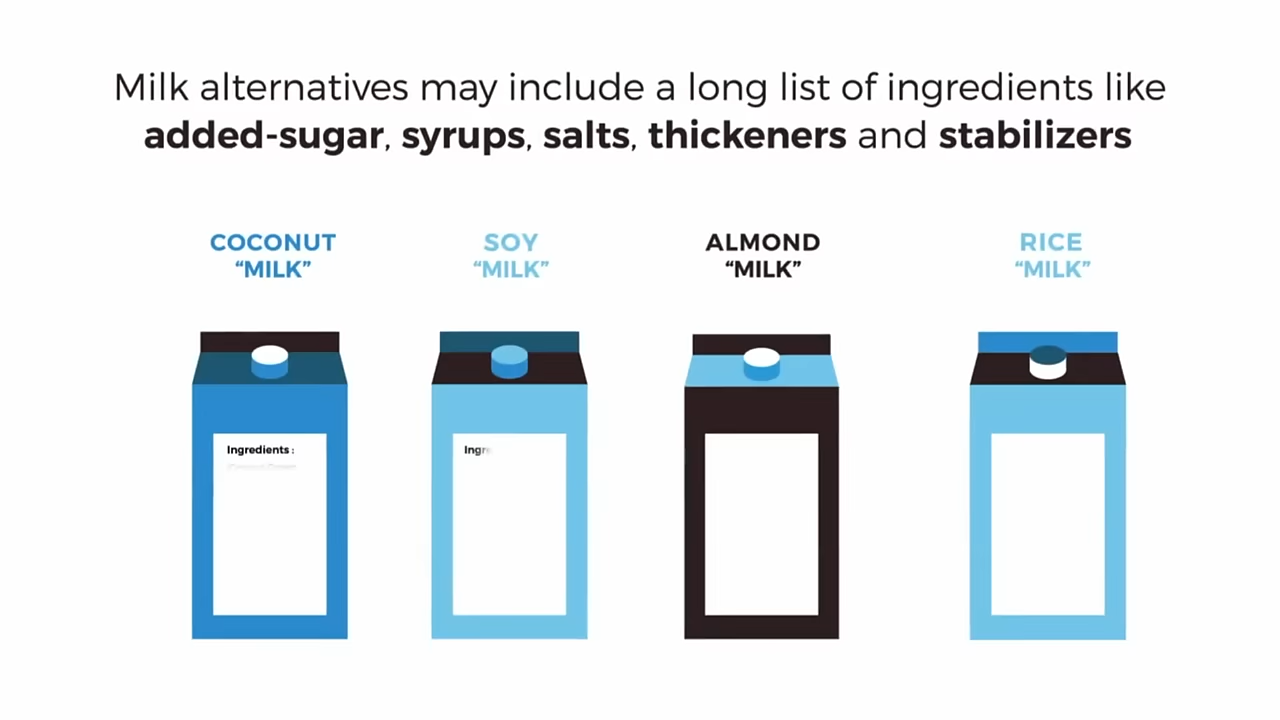 Milk alternatives may include a long list of ingredients like
added-sugar, syrups, salts, thickeners and stabilizers
COCONUT
“MILK”
SOY
“MILK”
ALMOND
“MILK”
RICE
“MILK”
Ingredients :
Ingre